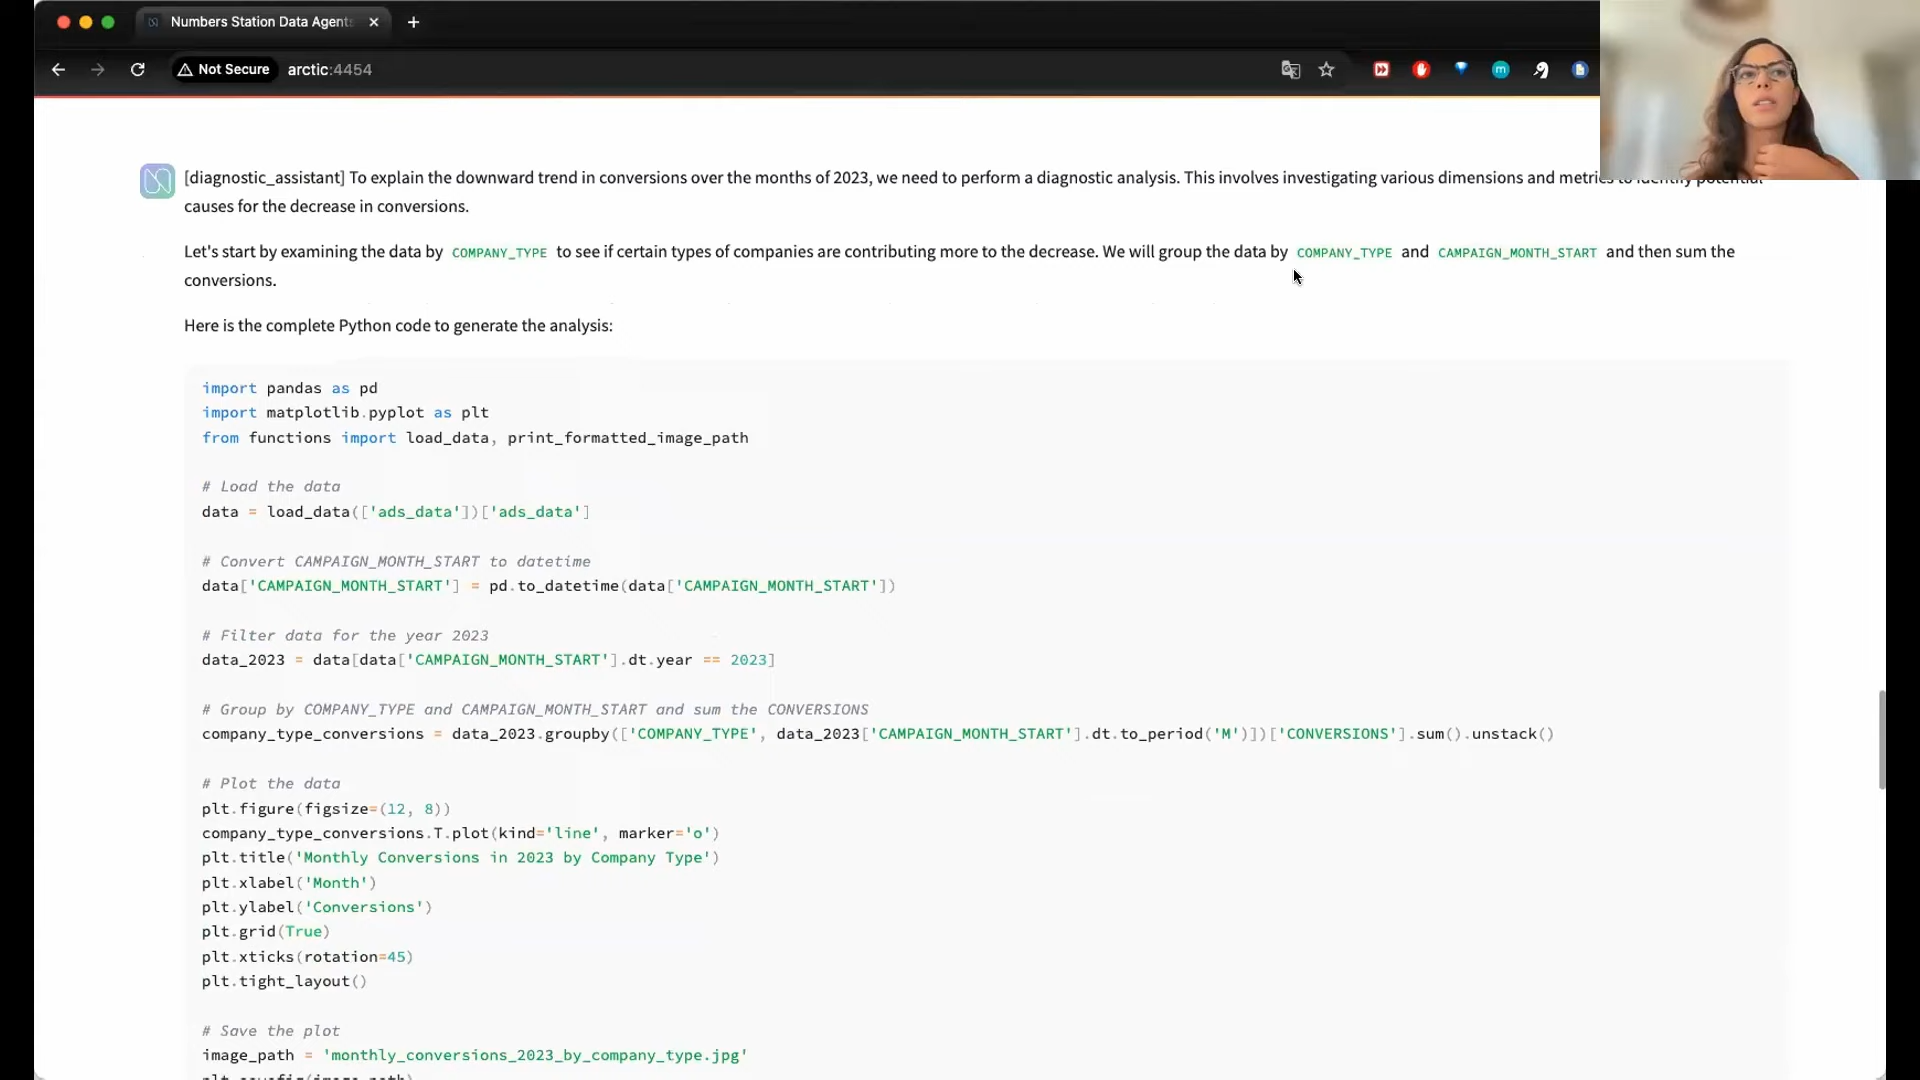 Numbers Station Data Agents
Not Secure arctic:4454
[diagnostic_assistant] To explain the downward trend in conversions over the months of 2023, we need to perform a diagnostic analysis. This involves investigating various dimensions and metrics to identify potential
causes for the decrease in conversions.
Let's start by examining the data by COMPANY_TYPE to see if certain types of companies are contributing more to the decrease. We will group the data by COMPANY_TYPE and CAMPAIGN_MONTH_START and then sum the
conversions.
Here is the complete Python code to generate the analysis:
import pandas as pd
import matplotlib.pyplot as plt
from functions import load_data, print_formatted_image_path
# Load the data
data = load_data(['ads_data'])['ads_data']
# Convert CAMPAIGN_MONTH_START to datetime
data['CAMPAIGN_MONTH_START'] = pd.to_datetime(data['CAMPAIGN_MONTH_START'])
# Filter data for the year 2023
data_2023 = data[data['CAMPAIGN_MONTH_START'].dt.year == 2023]
# Group by COMPANY_TYPE and CAMPAIGN_MONTH_START and sum the CONVERSIONS
company_type_conversions = data_2023.groupby(['COMPANY_TYPE', data_2023['CAMPAIGN_MONTH_START'].dt.to_period('M')])['CONVERSIONS'].sum().unstack()
# Plot the data
plt.figure(figsize=(12, 8))
company_type_conversions.T.plot(kind='line', marker='o')
plt.title('Monthly Conversions in 2023 by Company Type')
plt.xlabel('Month')
plt.ylabel('Conversions')
plt.grid(True)
plt.xticks(rotation=45)
plt.tight_layout()
# Save the plot
image_path = 'monthly_conversions_2023_by_company_type.jpg'
plt.savefig(image_path)